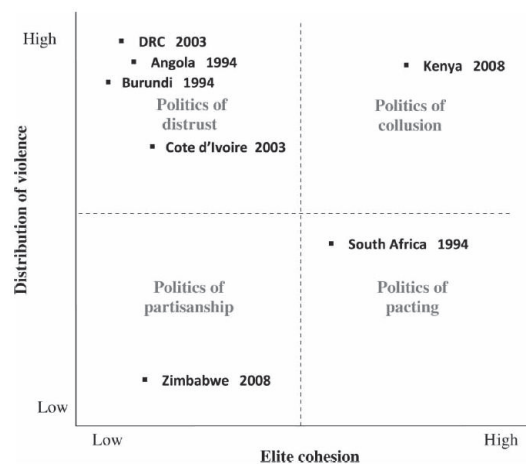 High
DRC 2003
Angola 1994
Burundi 1994
Kenya 2008
Politics of
distrust
Politics of
collusion
Cote d'Ivoire 2003
Distribution of violence
South Africa 1994
Politics of
partisanship
Politics of
pacting
Zimbabwe 2008
Low
Low
High
Elite cohesion